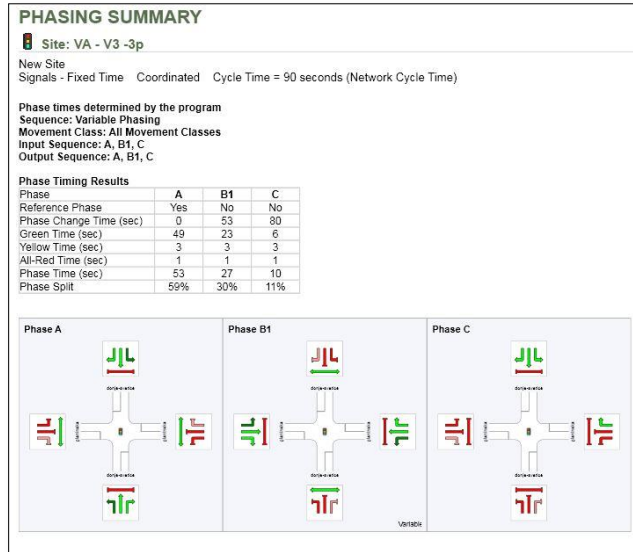 PHASING SUMMARY
Site: VA - V3 -3p
New Site
Signals - Fixed Time Coordinated Cycle Time = 90 seconds (Network Cycle Time)
Phase times determined by the program
Sequence: Variable Phasing
Movement Class: All Movement Classes
Input Sequence: A, B1, C
Output Sequence: A, B1, C
Phase Timing Results
Phase A B1 C
Reference Phase Yes No No
Phase Change Time (sec) 0 53 80
Green Time (sec) 49 23 6
Yellow Time (sec) 3 3 3
All-Red Time (sec) 1 1 1
Phase Time (sec) 53 27 10
Phase Split 59% 30% 11%
Phase A Phase B1 Phase C
Variable